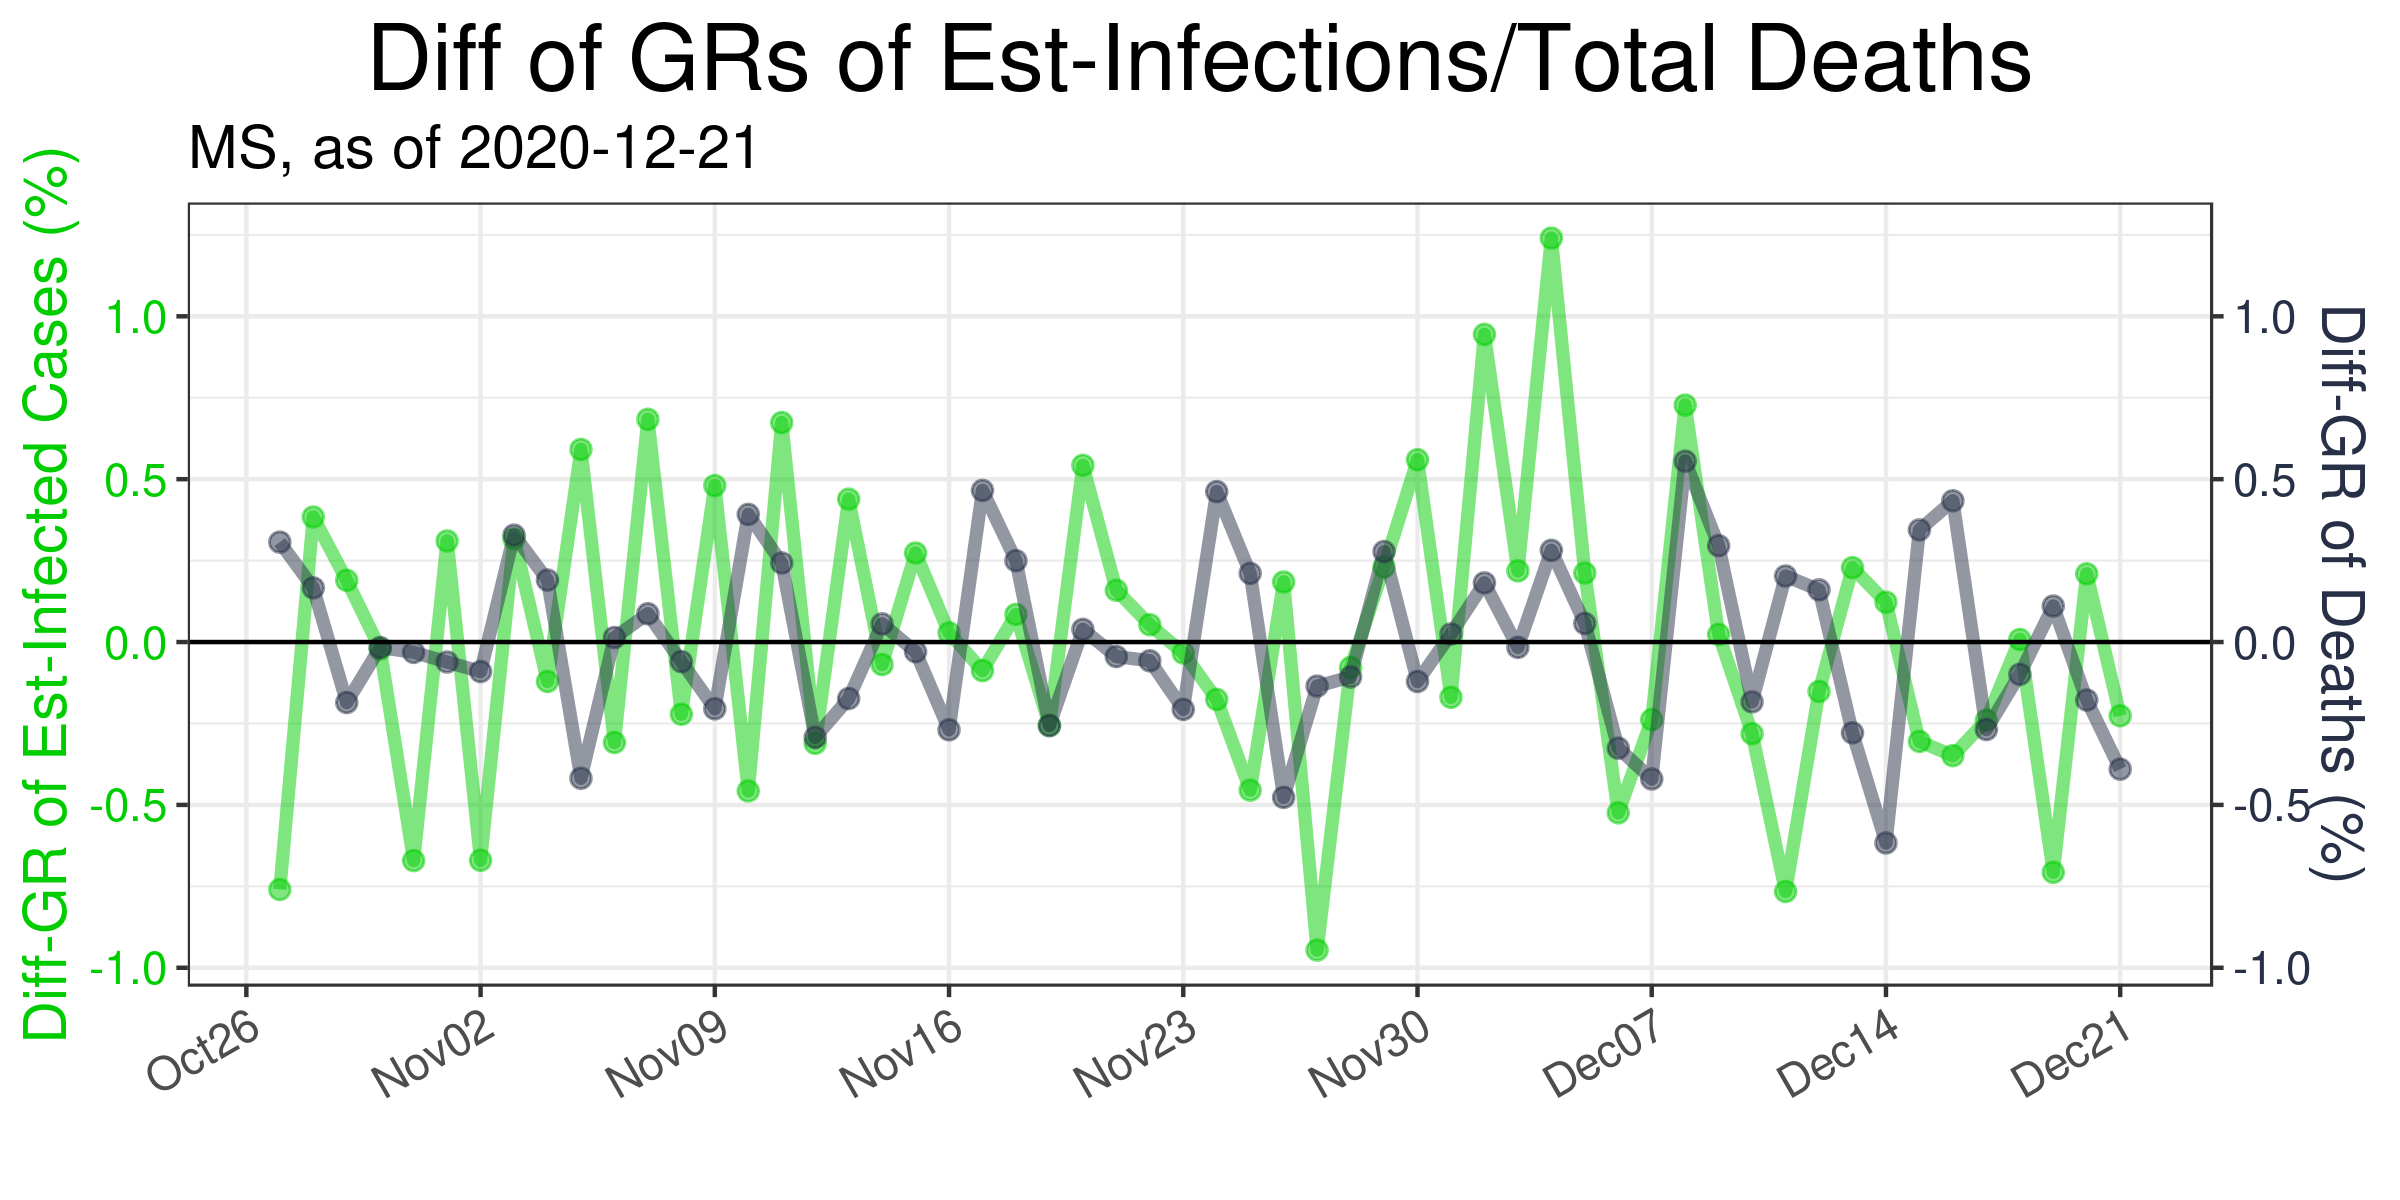 Diff of GRs of Est-Infections/Total Deaths
MS, as of 2020-12-21
Diff-GR of Est-Infected Cases (%)
1.0
0.5
0.0
-0.5
-1.0
1.0
0.5
0.0
-0.5
-1.0
Diff-GR of Deaths (%)
Oct26
Nov02
Nov09
Nov16
Nov23
Nov30
Dec07
Dec14
Dec21